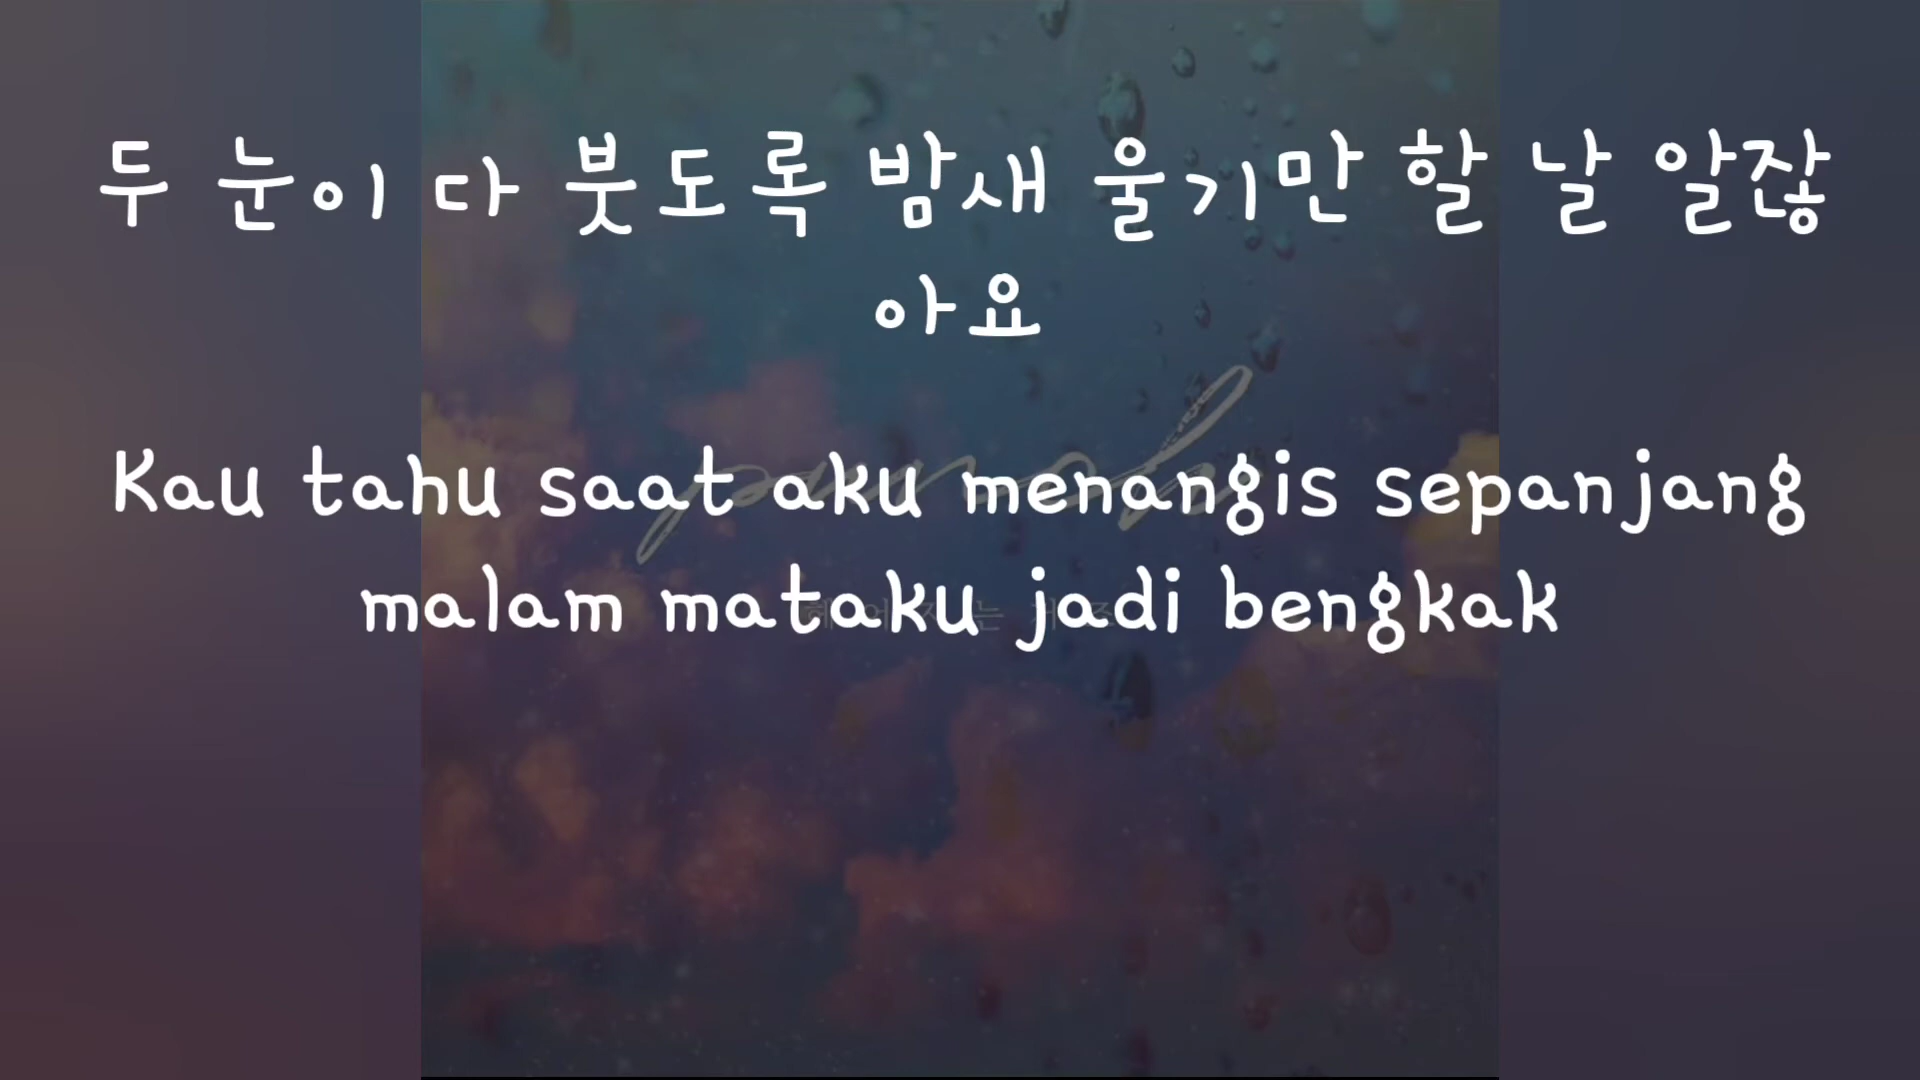 두 눈이 다 붓도록 밤새 울기만 할 날 알잖
아요
punch
Kau tahu saat aku menangis sepanjang
malam mataku jadi bengkak